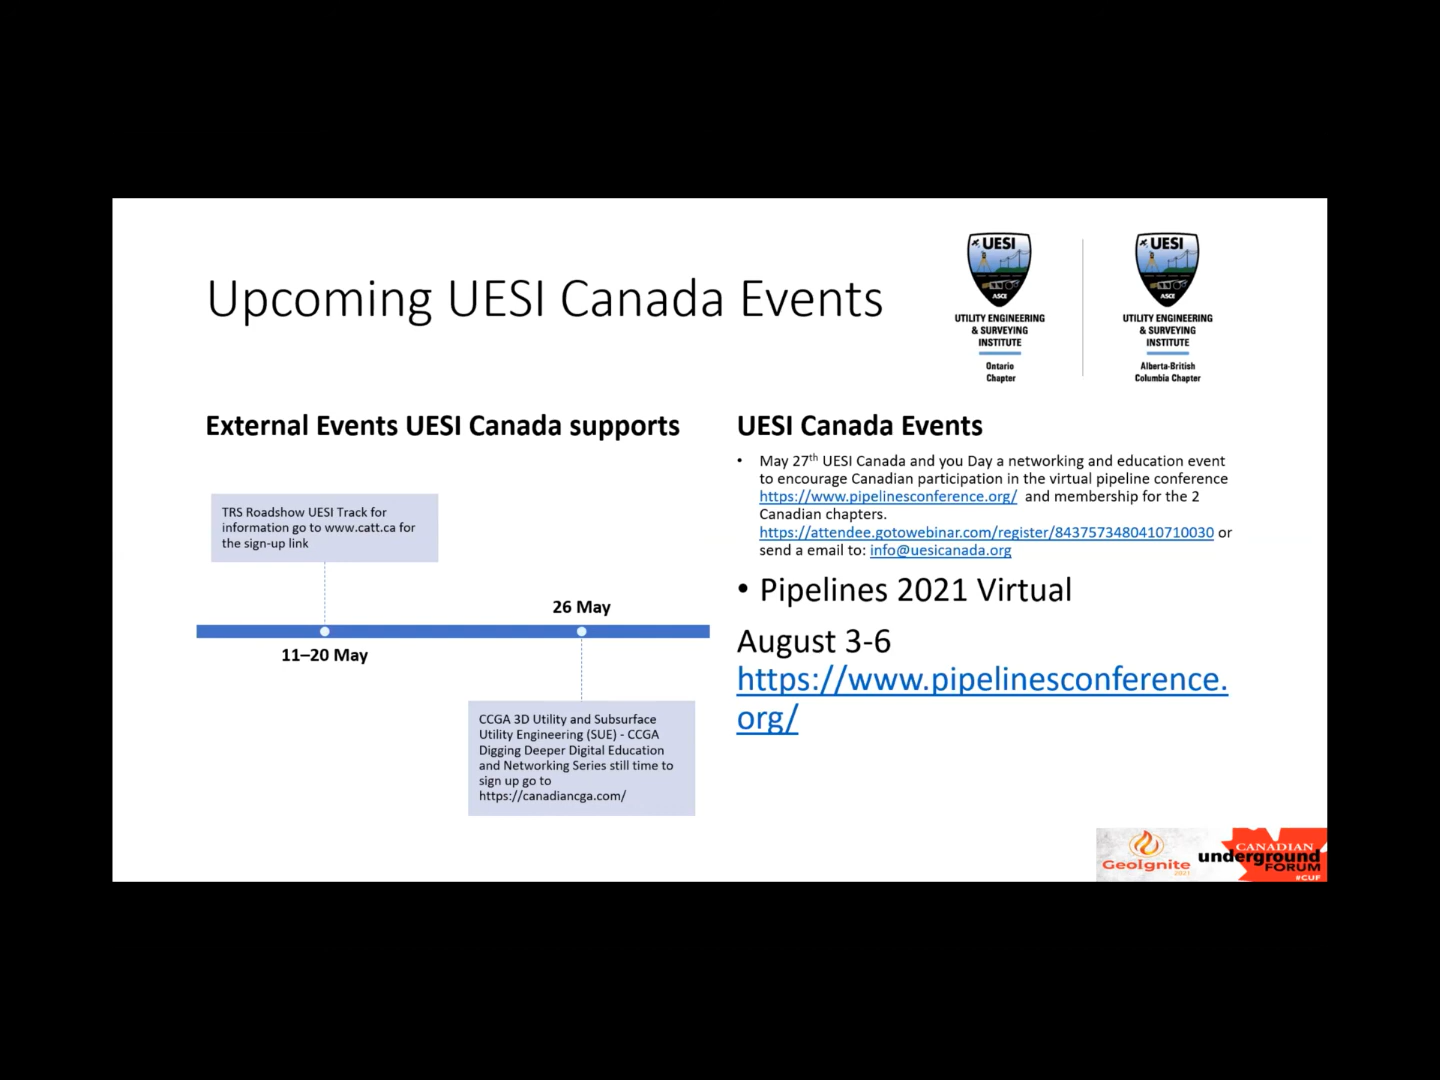 Upcoming UESI Canada Events
UESI
ASCE
UTILITY ENGINEERING
& SURVEYING
INSTITUTE
Ontario
Chapter
UESI
ASCE
UTILITY ENGINEERING
& SURVEYING
INSTITUTE
Alberta-British
Columbia Chapter
External Events UESI Canada supports
TRS Roadshow UESI Track for
information go to www.catt.ca for
the sign-up link
26 May
11–20 May
CCGA 3D Utility and Subsurface
Utility Engineering (SUE) - CCGA
Digging Deeper Digital Education
and Networking Series still time to
sign up go to
https://canadiancga.com/
UESI Canada Events
• May 27th UESI Canada and you Day a networking and education event
to encourage Canadian participation in the virtual pipeline conference
https://www.pipelinesconference.org/ and membership for the 2
Canadian chapters.
https://attendee.gotowebinar.com/register/8437573480410710030 or
send a email to: info@uesicanada.org
• Pipelines 2021 Virtual
August 3-6
https://www.pipelinesconference.
org/
GeoIgnite
2021
CANADIAN
underground
FORUM
#CUF